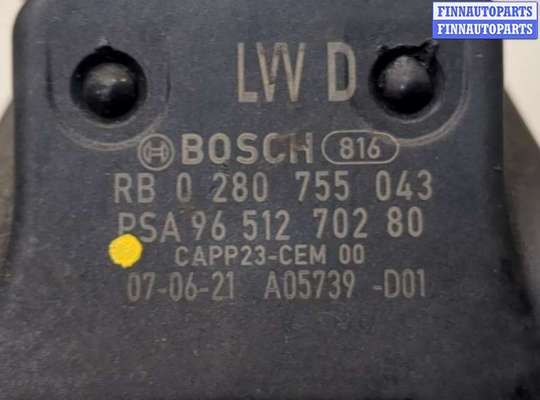 FINNAUTOPARTS
FINNAUTOPARTS
LW D
BOSCH 816
RB 0 280 755 043
PSA 96 512 702 80
CAPP23-CEM 00
07-06-21 A05739 -D01